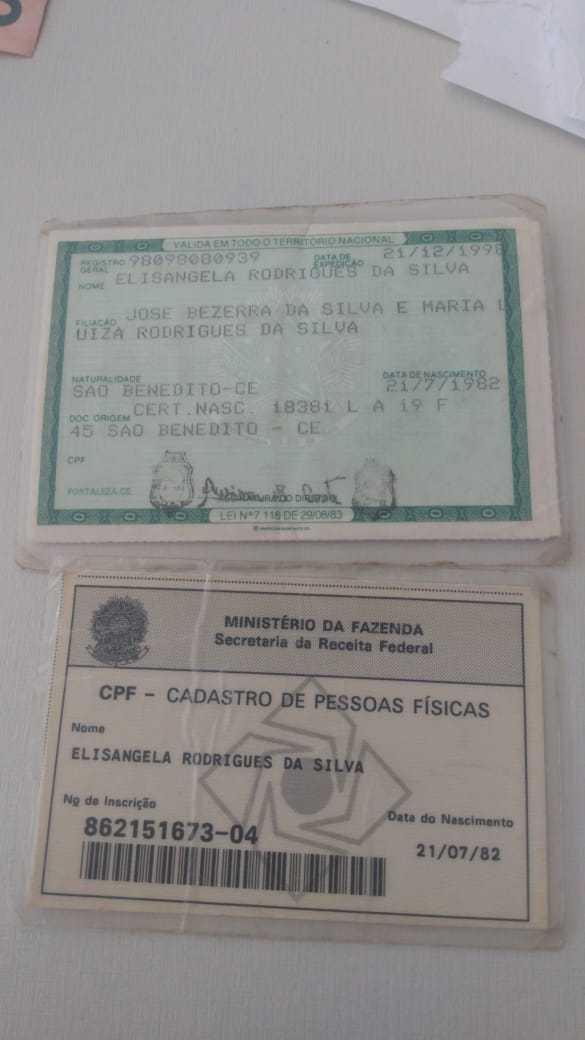 VALIDA EM TODO O TERRITÓRIO NACIONAL
REGISTRO GERAL 98098080939 DATA DE EXPEDIÇÃO 21/12/1998
NOME ELISANGELA RODRIGUES DA SILVA
FILIAÇÃO JOSE BEZERRA DA SILVA E MARIA L
UIZA RODRIGUES DA SILVA
NATURALIDADE DATA DE NASCIMENTO
SAO BENEDITO-CE 21/7/1982
DOC ORIGEM CERT.NASC. 18381 L A 19 F
45 SAO BENEDITO - CE
CPF
FORTALEZA.CE
LEI Nº 7.116 DE 29/08/83
MINISTÉRIO DA FAZENDA
Secretaria da Receita Federal
CPF - CADASTRO DE PESSOAS FÍSICAS
Nome
ELISANGELA RODRIGUES DA SILVA
Nº de Inscrição Data do Nascimento
862151673-04 21/07/82